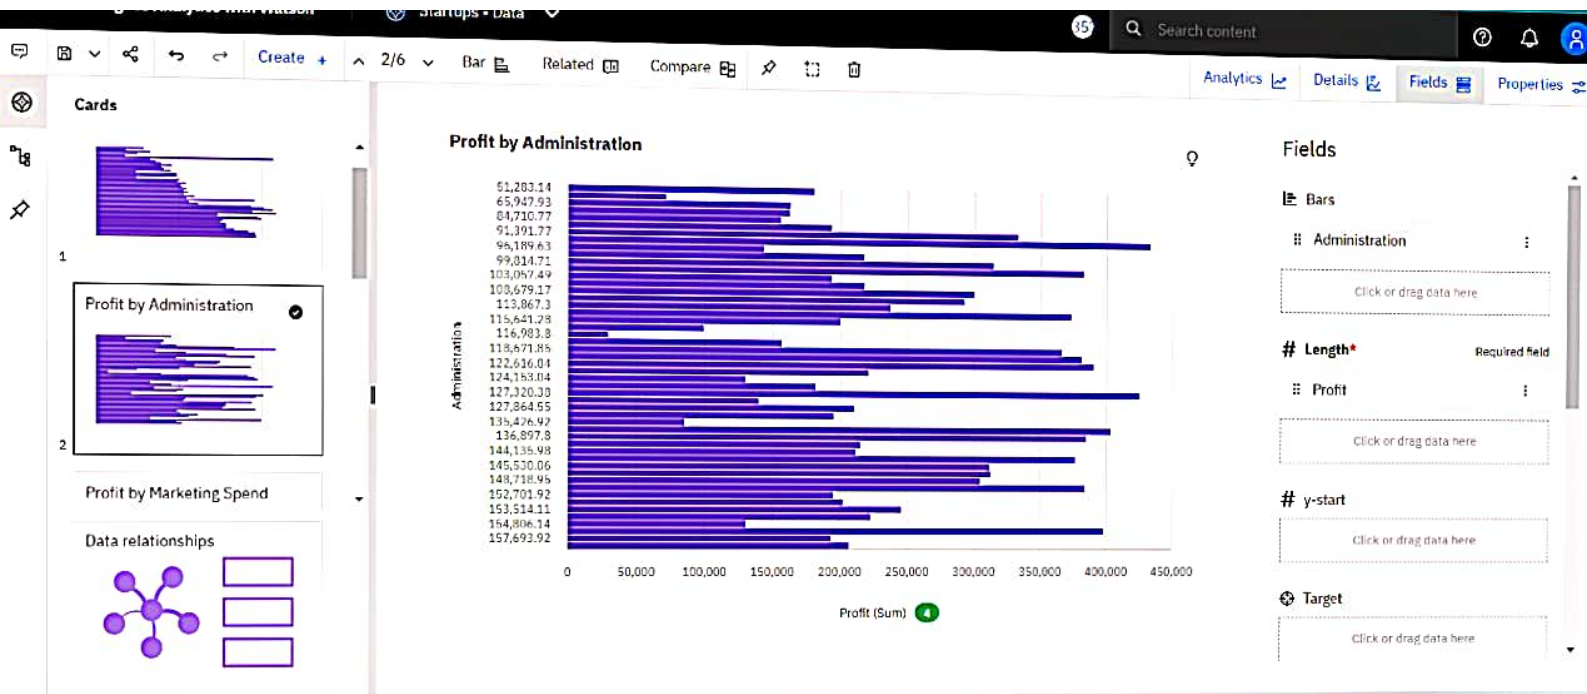 Startups • Data
Search content
Create +
2/6
Bar
Related
Compare
Analytics
Details
Fields
Properties
Cards
1
Profit by Administration
2
Profit by Marketing Spend
Data relationships
Profit by Administration
Administration
51,283.14
65,947.93
84,710.77
91,391.77
96,189.63
99,814.71
103,057.49
108,679.17
113,867.3
115,641.28
116,983.8
118,671.85
122,616.84
124,153.04
127,320.38
127,864.55
135,426.92
136,897.8
144,135.98
145,530.06
148,718.95
152,701.92
153,514.11
154,806.14
157,693.92
0 50,000 100,000 150,000 200,000 250,000 300,000 350,000 400,000 450,000
Profit (Sum) 4
Fields
Bars
Administration
Click or drag data here
# Length* Required field
Profit
Click or drag data here
# y-start
Click or drag data here
Target
Click or drag data here